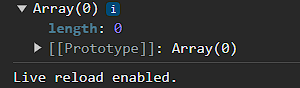 ▼ Array(0) i
length: 0
▶ [[Prototype]]: Array(0)
Live reload enabled.